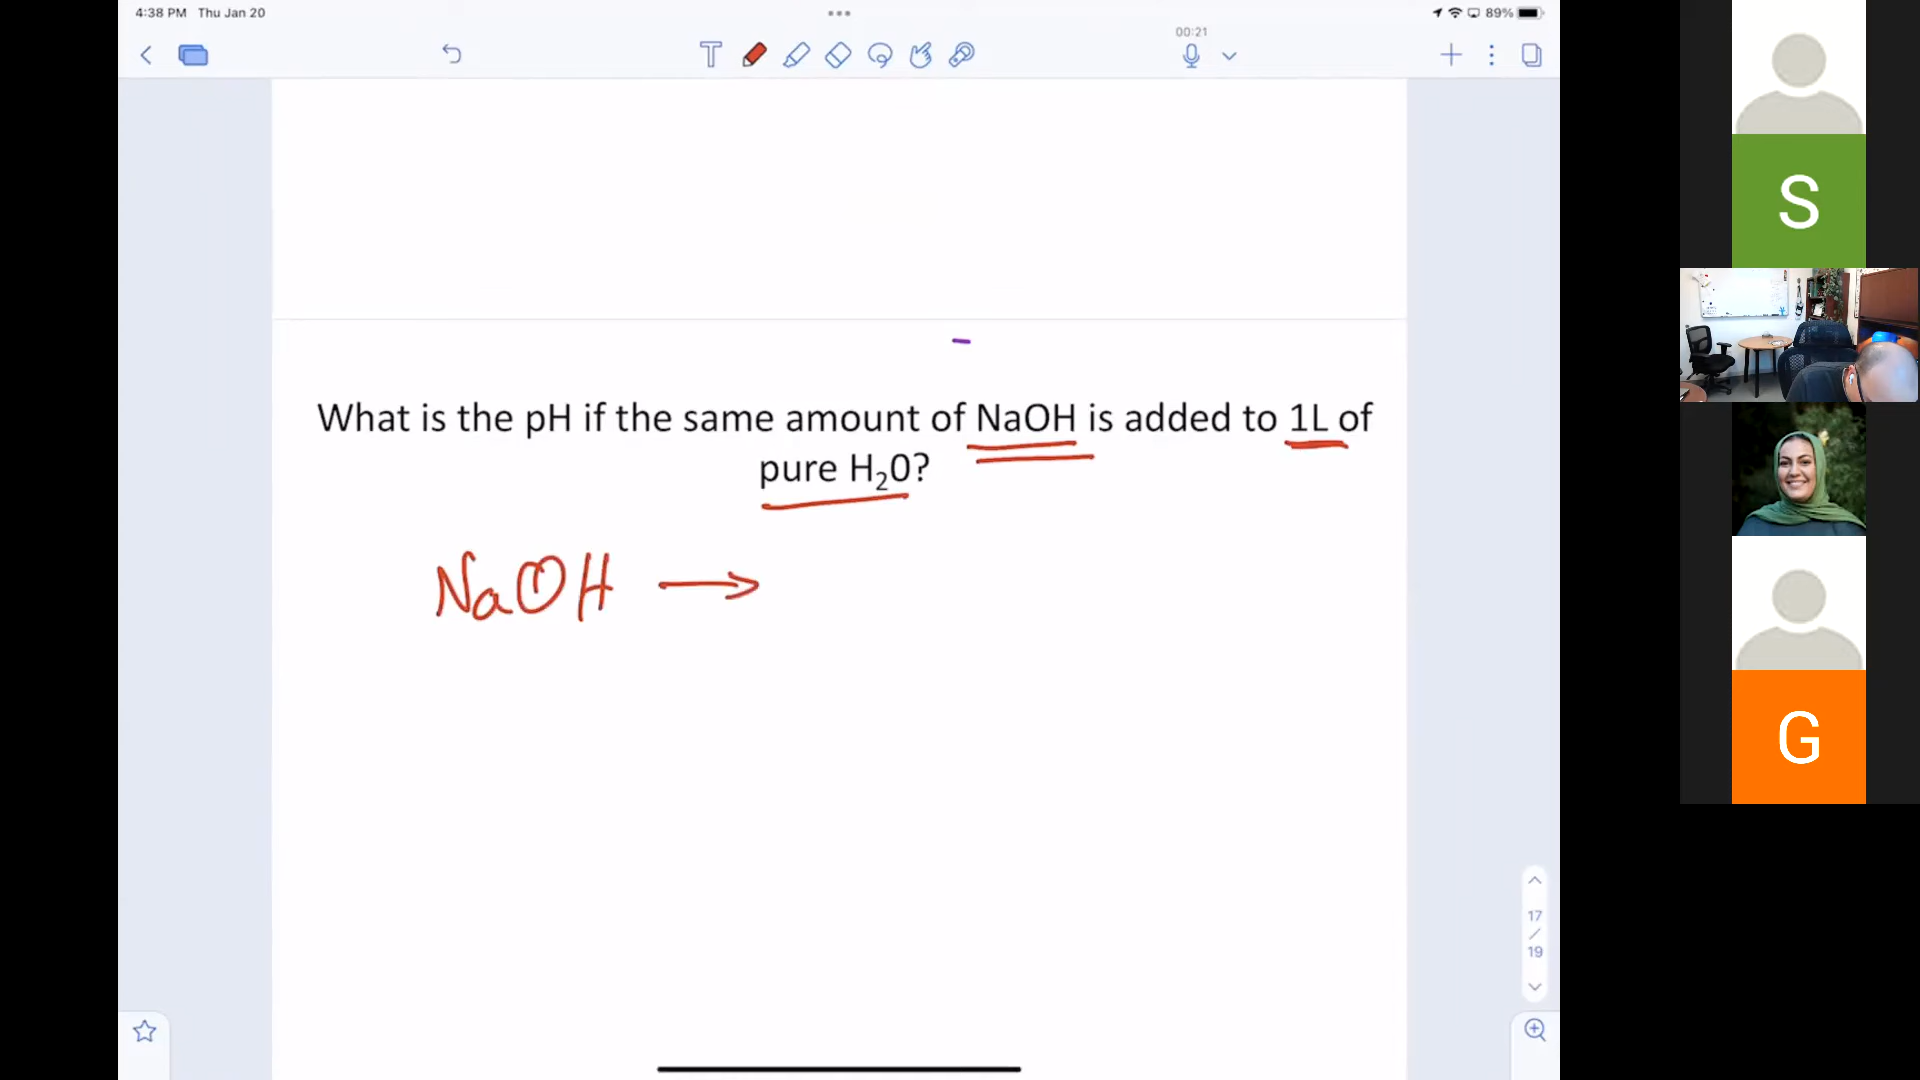 4:38 PM Thu Jan 20
89%
00:21
T
What is the pH if the same amount of NaOH is added to 1L of
pure H₂0?
NaOH →
17
/
19
S
G